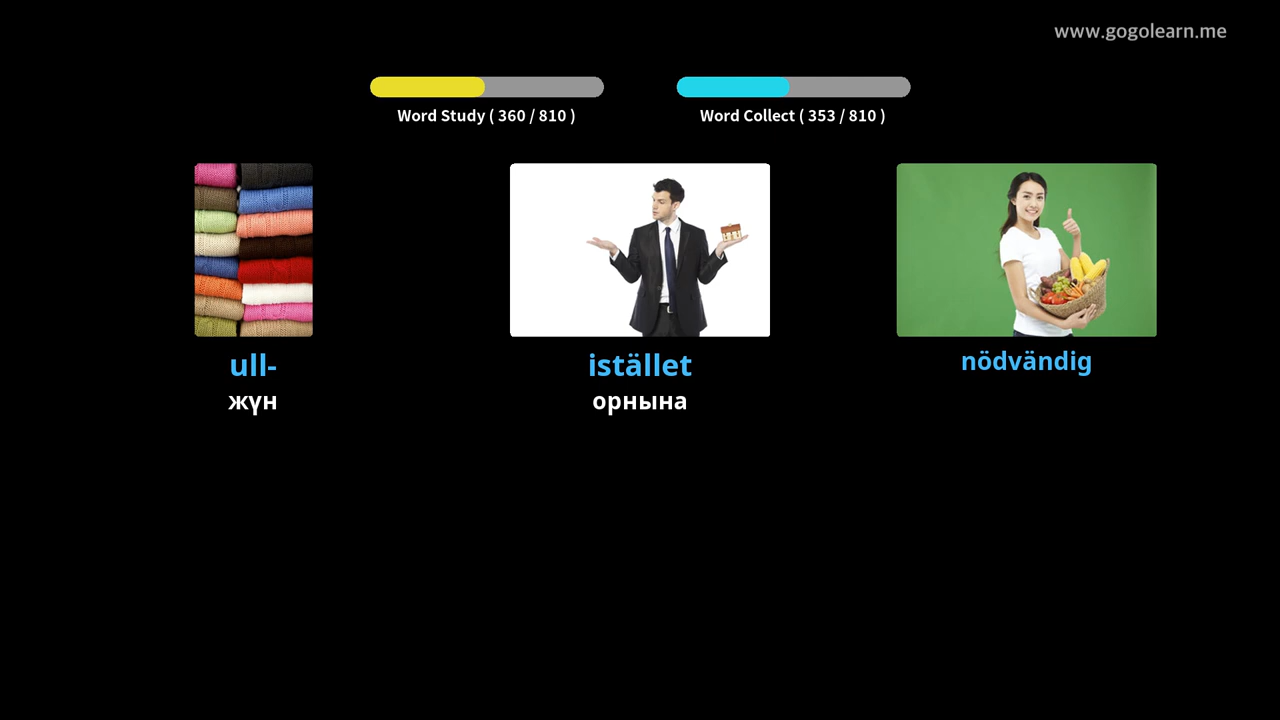 www.gogolearn.me
Word Study ( 360 / 810 )
Word Collect ( 353 / 810 )
ull-
жүн
istället
орнына
nödvändig